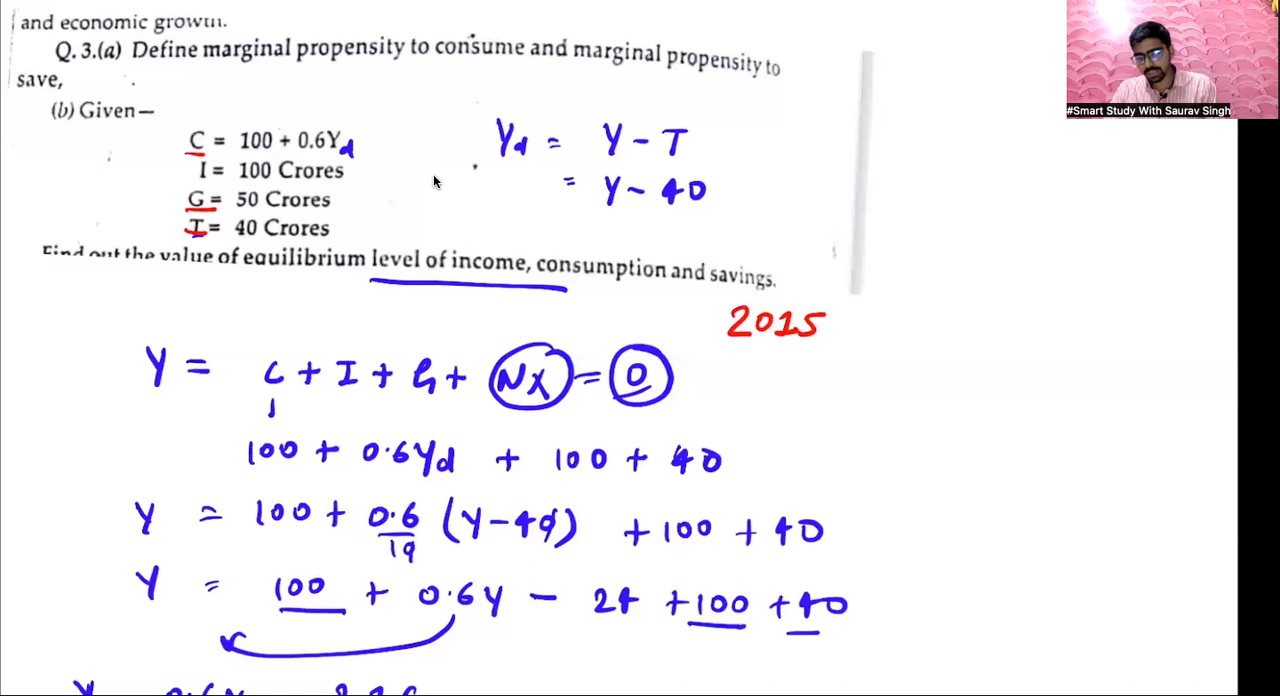 and economic growth.
Q. 3.(a) Define marginal propensity to consume and marginal propensity to
save,
(b) Given—
C = 100 + 0.6Yd
I = 100 Crores
G = 50 Crores
T = 40 Crores
Find out the value of equilibrium level of income, consumption and savings.
Yd = Y - T
= Y - 40
#Smart Study With Saurav Singh
2015
Y = C + I + G + NX = 0
100 + 0.6Yd + 100 + 40
Y = 100 + 0.6/10 (Y-40) + 100 + 40
Y = 100 + 0.6Y - 24 + 100 + 40